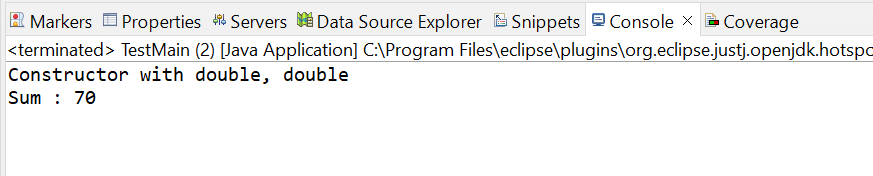 Markers Properties Servers Data Source Explorer Snippets Console Coverage
<terminated> TestMain (2) [Java Application] C:\Program Files\eclipse\plugins\org.eclipse.justj.openjdk.hotspo
Constructor with double, double
Sum : 70